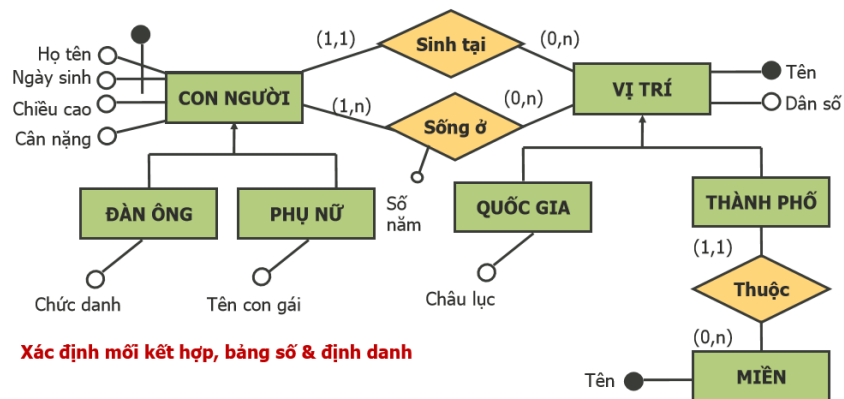 (1,1)
Sinh tại
(0,n)
Họ tên
Ngày sinh
Chiều cao
Cân nặng
CON NGƯỜI
VỊ TRÍ
Tên
Dân số
(1,n)
Sống ở
(0,n)
ĐÀN ÔNG
PHỤ NỮ
Số
năm
QUỐC GIA
THÀNH PHỐ
(1,1)
Chức danh
Tên con gái
Châu lục
Thuộc
(0,n)
Xác định mối kết hợp, bảng số & định danh
Tên
MIỀN